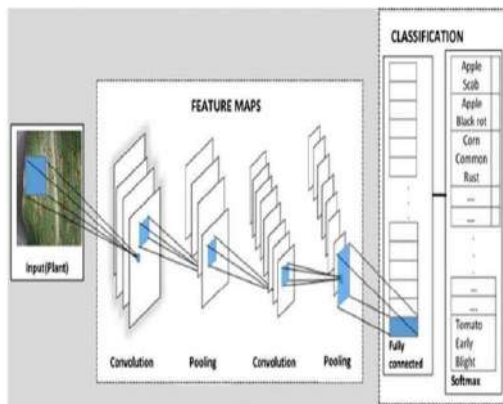 CLASSIFICATION
FEATURE MAPS
Input(Plant)
Convolution
Pooling
Convolution
Pooling
Fully
connected
Apple
Scab
Apple
Black rot
Corn
Common
Rust
...
...
...
...
Tomato
Early
Blight
Softmax